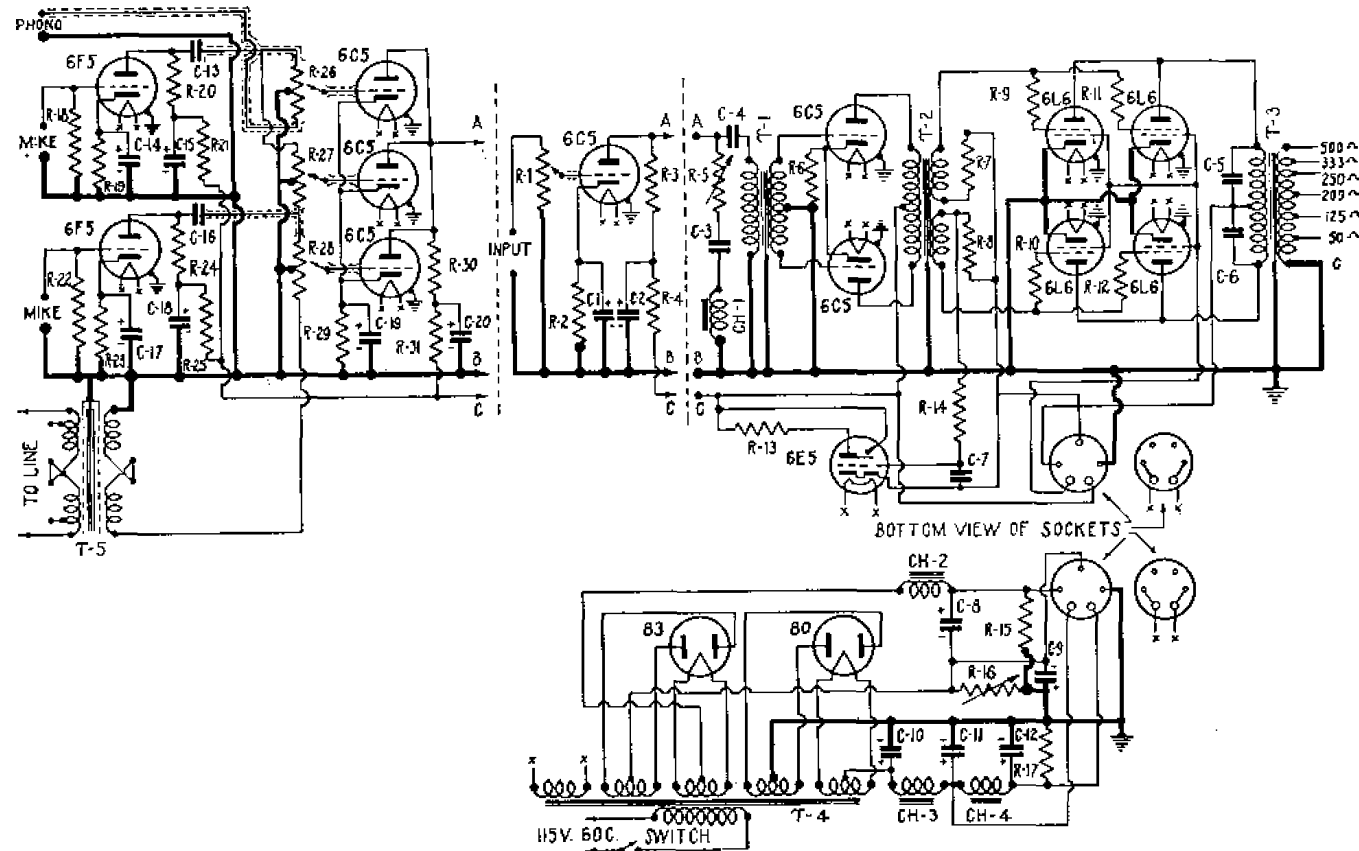 PHONO
6F5
C-13
R-26
6C5
R-20
R-18
MIKE
C-14
C-15
R-21
R-19
R-27
6C5
A
6F5
C-16
R-28
6C5
R-22
R-24
R-30
MIKE
C-18
C-17
R-23
R-25
R-29
C-19
R-31
C-20
B
C
TO LINE
T-5
INPUT
R-1
6C5
R-3
A
R-2
C1
C2
R-4
B
C
A
C-4
T-1
6C5
R-5
R-6
C-3
CH-1
6C5
B
C
T-2
R-7
R-8
R-9
6L6
R-11
6L6
T-3
C-5
R-10
6L6
R-12
6L6
C-6
500
333
250
209
125
50
C
R-13
6E5
R-14
C-7
X X
X X
BOTTOM VIEW OF SOCKETS
CH-2
83
80
C-8
R-15
C9
R-16
X X
C-10
C-11
C-12
R-17
X X
T-4
CH-3
CH-4
115V. 60C. SWITCH